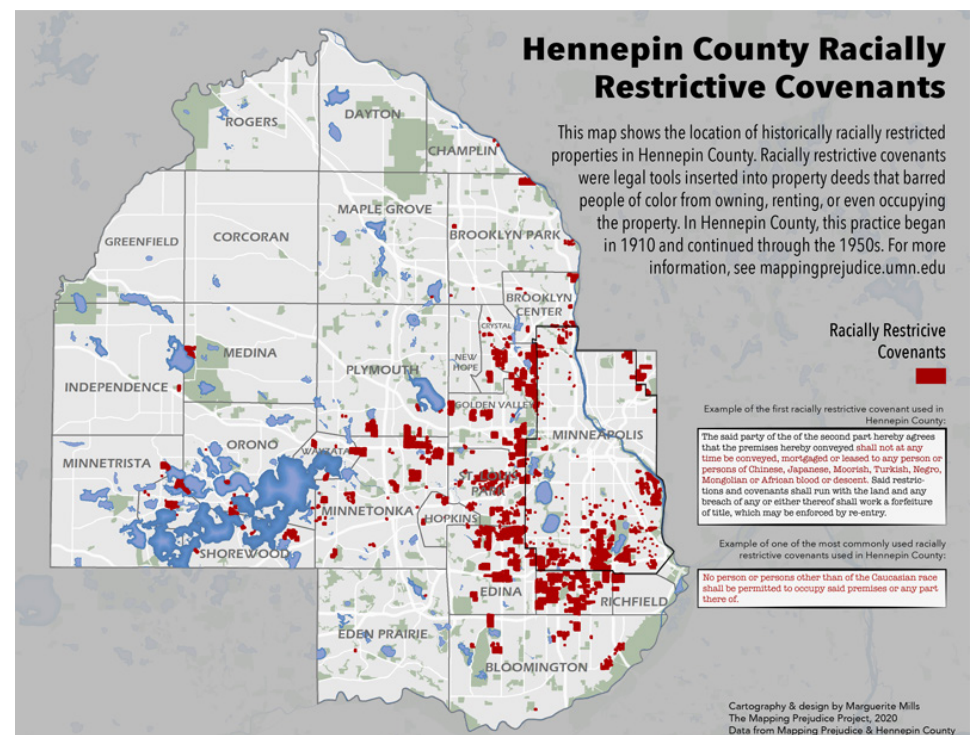 Hennepin County Racially
Restrictive Covenants
This map shows the location of historically racially restricted
properties in Hennepin County. Racially restrictive covenants
were legal tools inserted into property deeds that barred
people of color from owning, renting, or even occupying
the property. In Hennepin County, this practice began
in 1910 and continued through the 1950s. For more
information, see mappingprejudice.umn.edu
Racially Restricive
Covenants
Example of the first racially restrictive covenant used in
Hennepin County:
The said party of the of the second part hereby agrees
that the premises hereby conveyed shall not at any
time be conveyed, mortgaged or leased to any person or
persons of Chinese, Japanese, Moorish, Turkish, Negro,
Mongolian or African blood or descent. Said restric-
tions and covenants shall run with the land and any
breach of any or either thereof shall work a forfeiture
of title, which may be enforced by re-entry.
Example of one of the most commonly used racially
restrictive covenants used in Hennepin County:
No person or persons other than of the Caucasian race
shall be permitted to occupy said premises or any part
there of.
Cartography & design by Marguerite Mills
The Mapping Prejudice Project, 2020
Data from Mapping Prejudice & Hennepin County
ROGERS
DAYTON
CHAMPLIN
MAPLE GROVE
GREENFIELD
CORCORAN
BROOKLYN PARK
BROOKLYN
CENTER
CRYSTAL
NEW
HOPE
MEDINA
PLYMOUTH
INDEPENDENCE
GOLDEN VALLEY
MINNEAPOLIS
ORONO
WAYZATA
MINNETRISTA
ST. LOUIS
PARK
MINNETONKA
HOPKINS
SHOREWOOD
EDINA
RICHFIELD
EDEN PRAIRIE
BLOOMINGTON